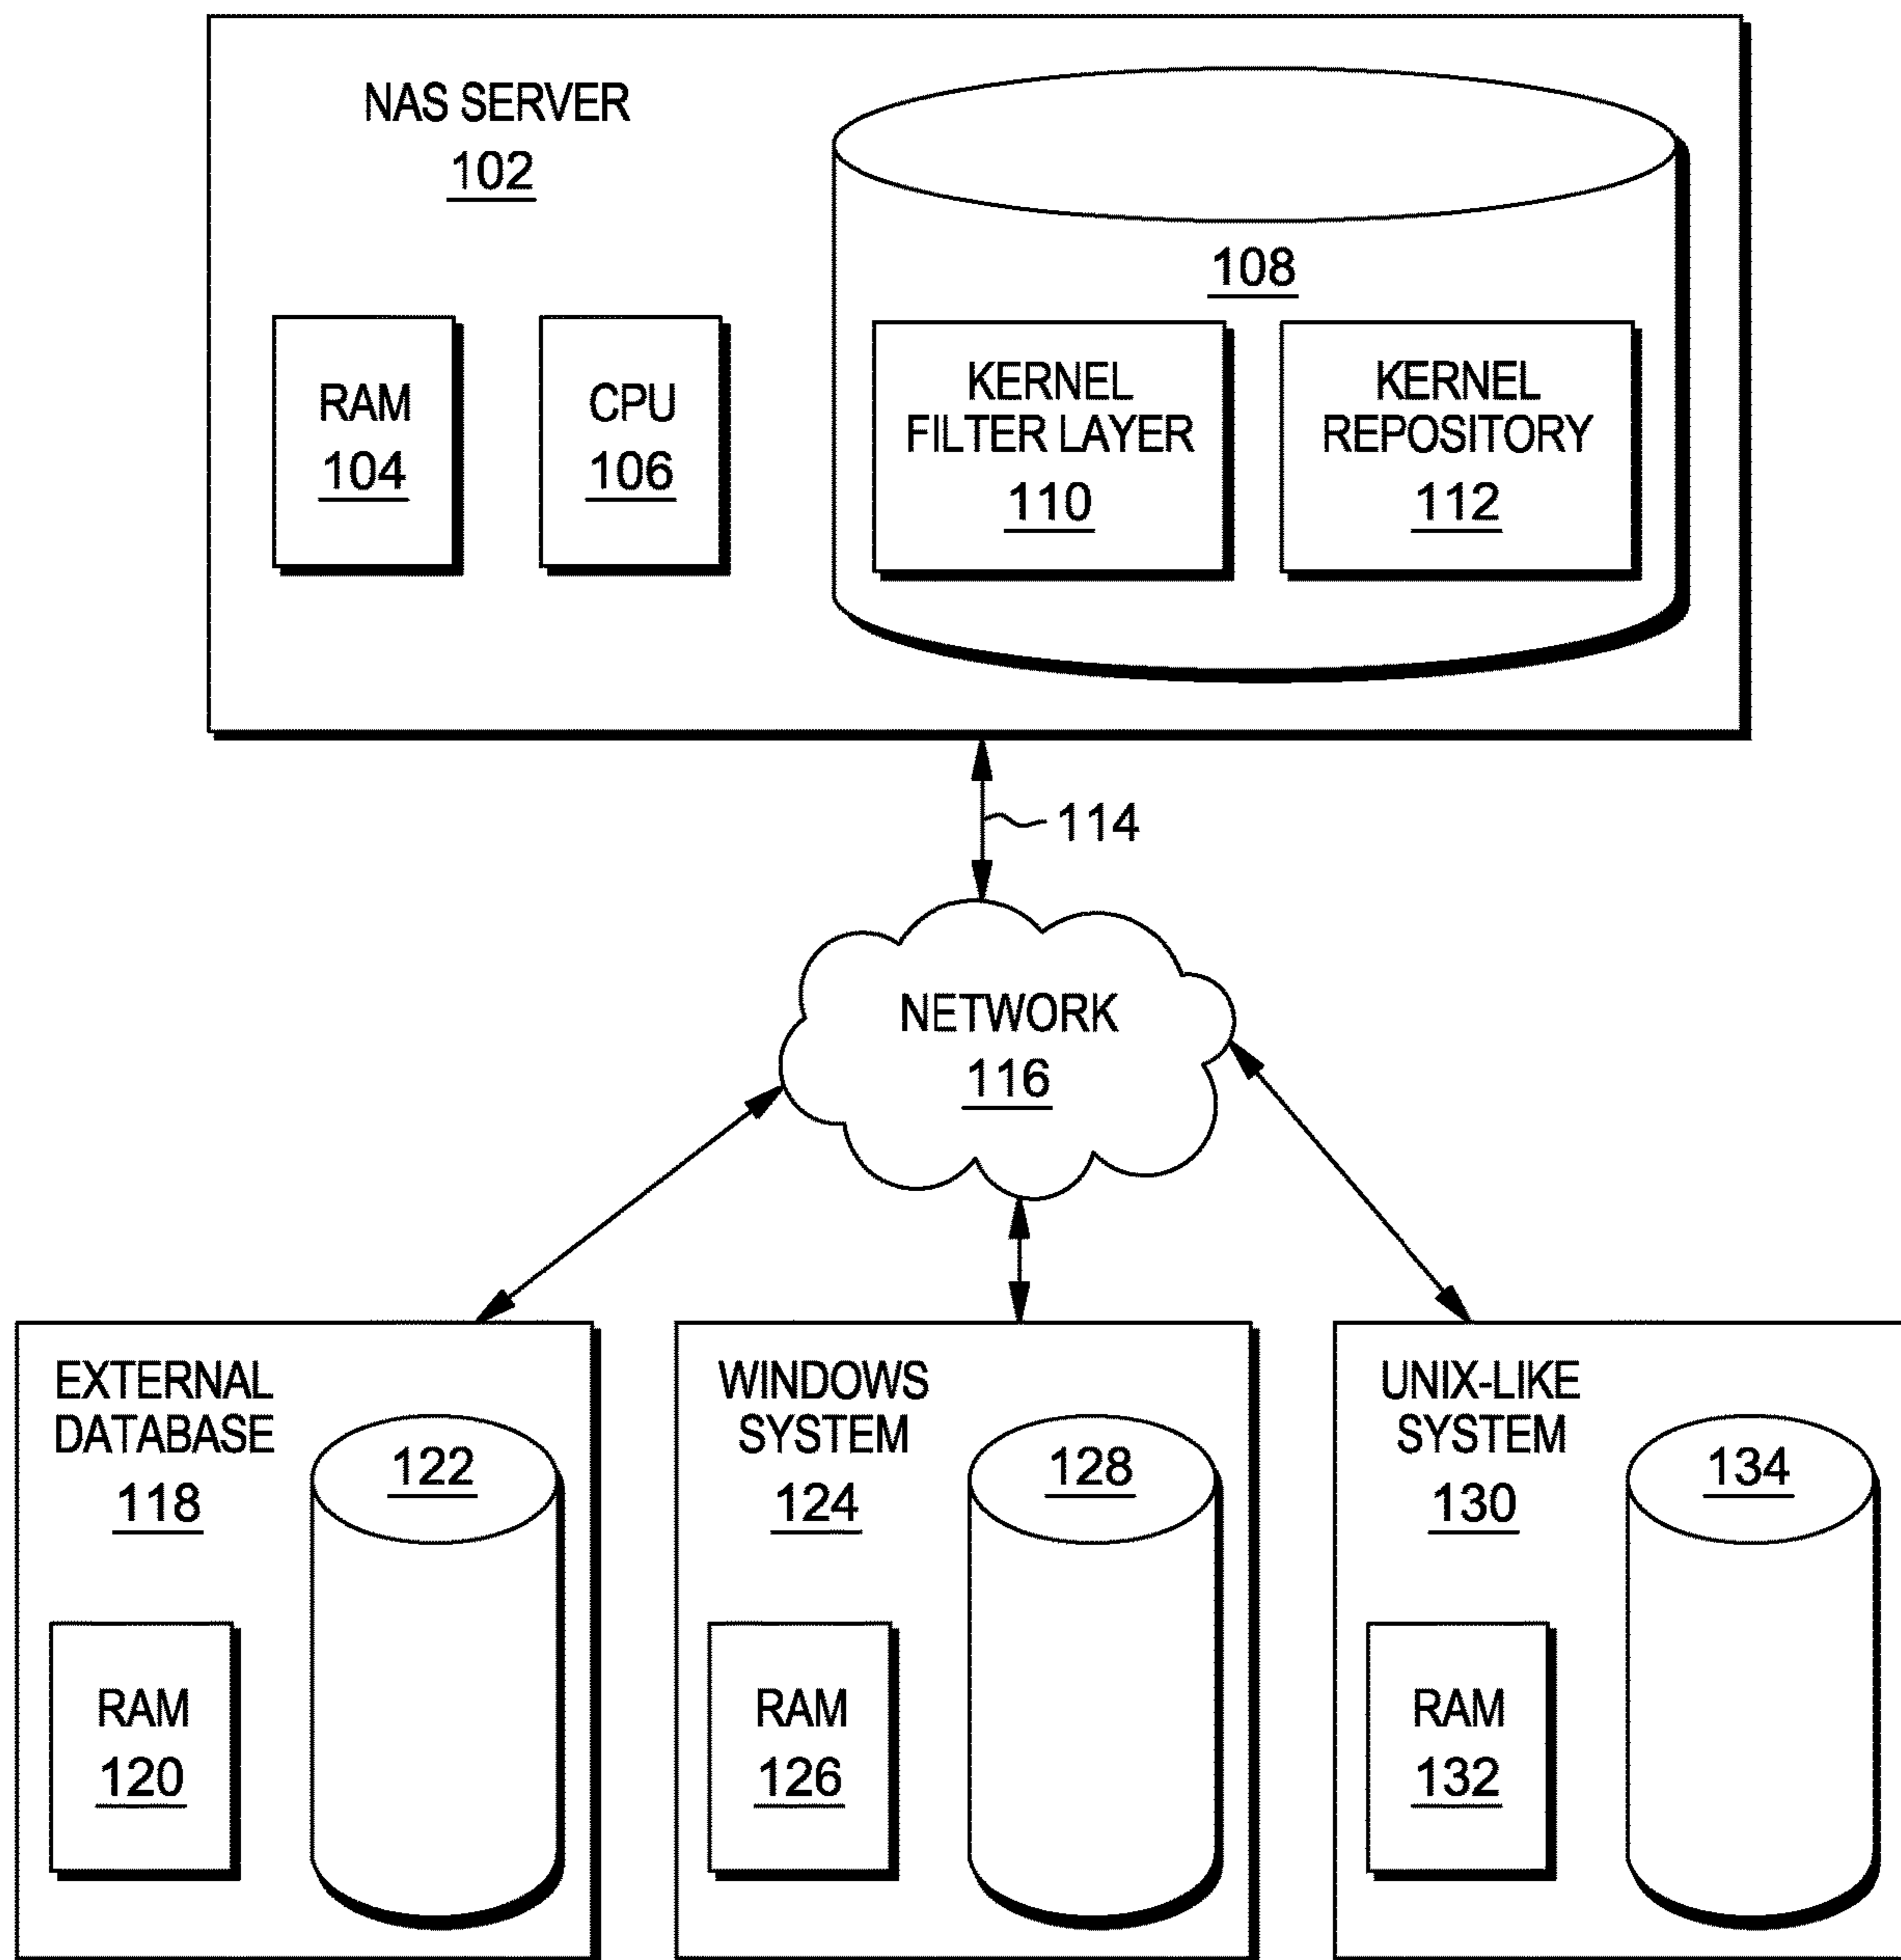 NAS SERVER
102
108
RAM
104
CPU
106
KERNEL
FILTER LAYER
110
KERNEL
REPOSITORY
112
114
NETWORK
116
EXTERNAL
DATABASE
118
122
RAM
120
WINDOWS
SYSTEM
124
128
RAM
126
UNIX-LIKE
SYSTEM
130
134
RAM
132